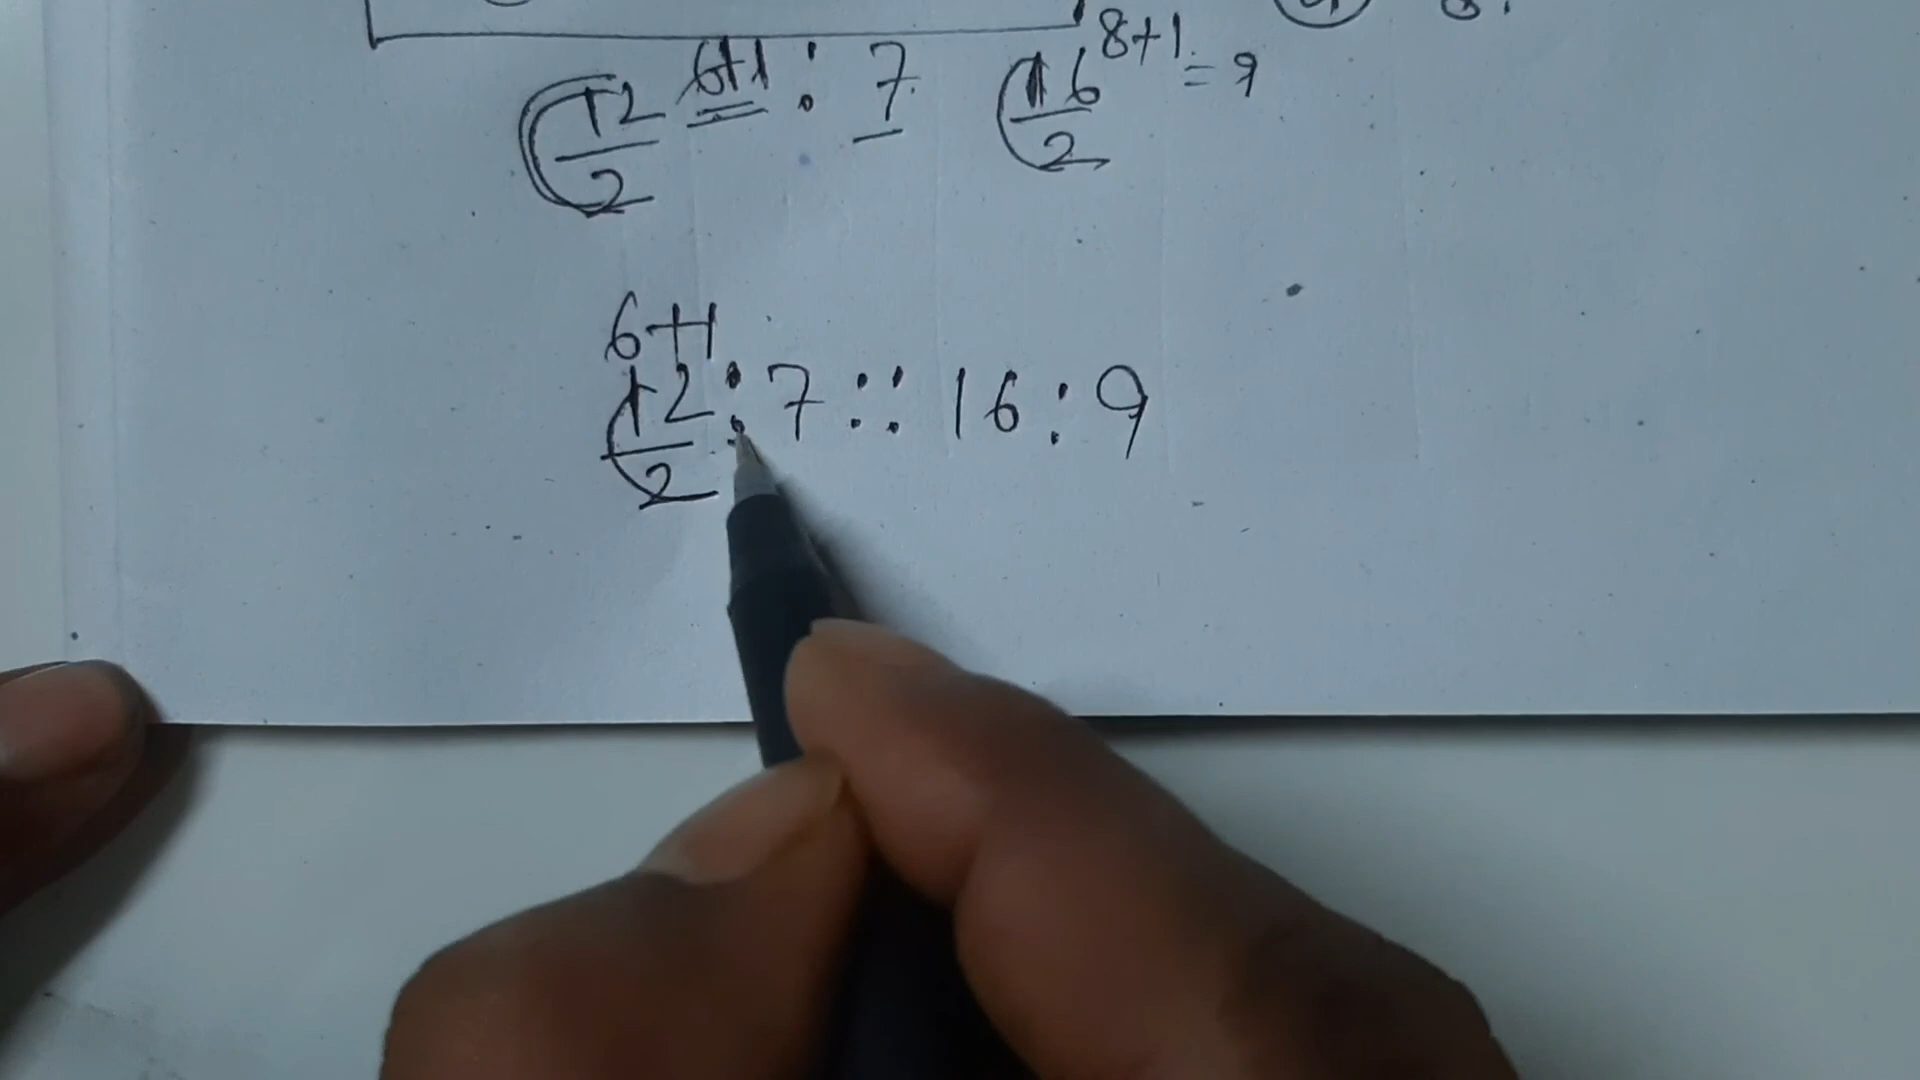 12/2 6+1 : 7 16/2 8+1 = 9
6+1
12/2 : 7 :: 16 : 9